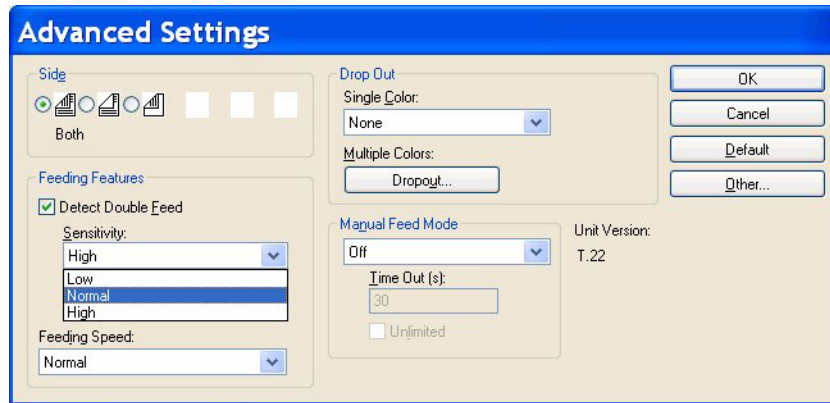 Advanced Settings
Side
Both
Feeding Features
Detect Double Feed
Sensitivity:
High
Low
Normal
High
Feeding Speed:
Normal
Drop Out
Single Color:
None
Multiple Colors:
Dropout...
Manual Feed Mode
Off
Time Out (s):
30
Unlimited
Unit Version:
T.22
OK
Cancel
Default
Other...